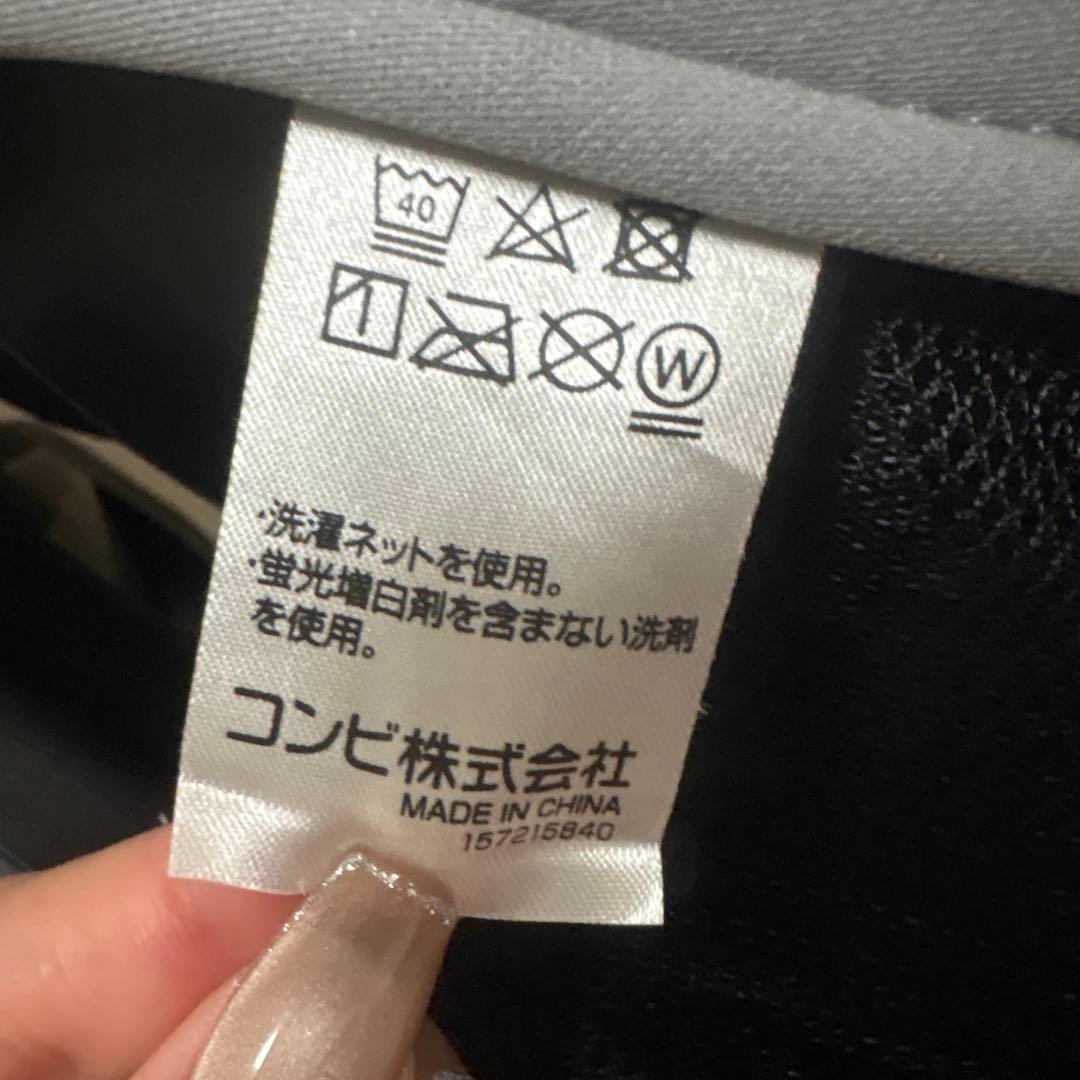 40
W
・洗濯ネットを使用。
・蛍光増白剤を含まない洗剤
を使用。
コンビ株式会社
MADE IN CHINA
157215840